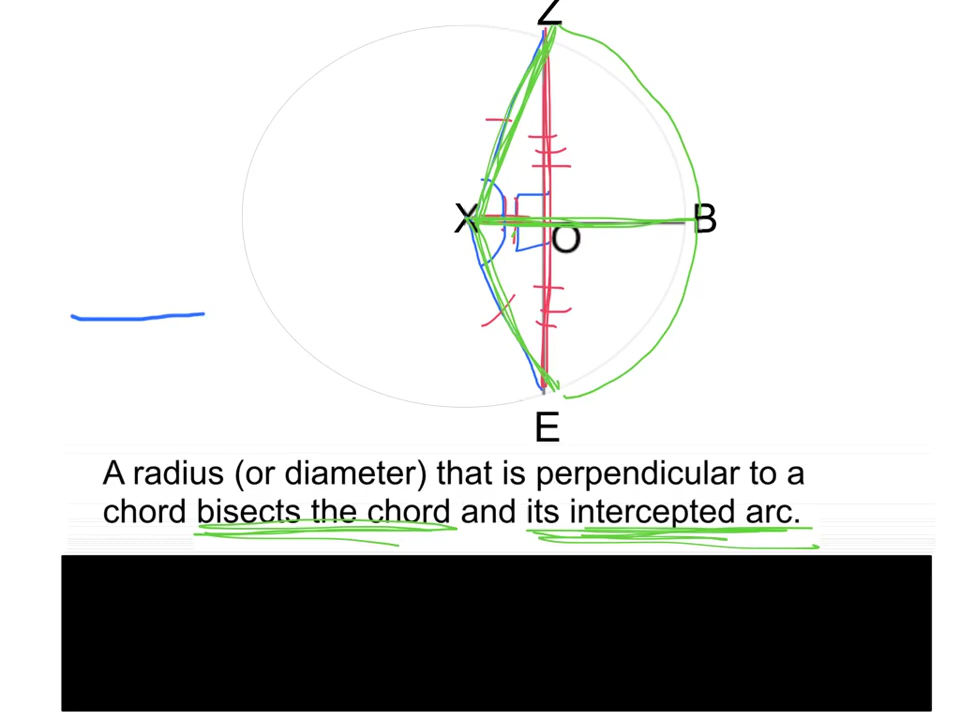 Z
X
B
O
E
A radius (or diameter) that is perpendicular to a
chord bisects the chord and its intercepted arc.